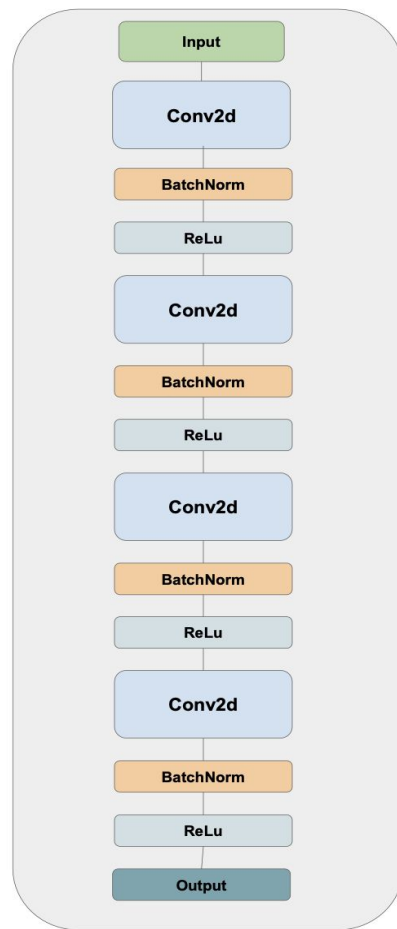 Input
Conv2d
BatchNorm
ReLu
Conv2d
BatchNorm
ReLu
Conv2d
BatchNorm
ReLu
Conv2d
BatchNorm
ReLu
Output